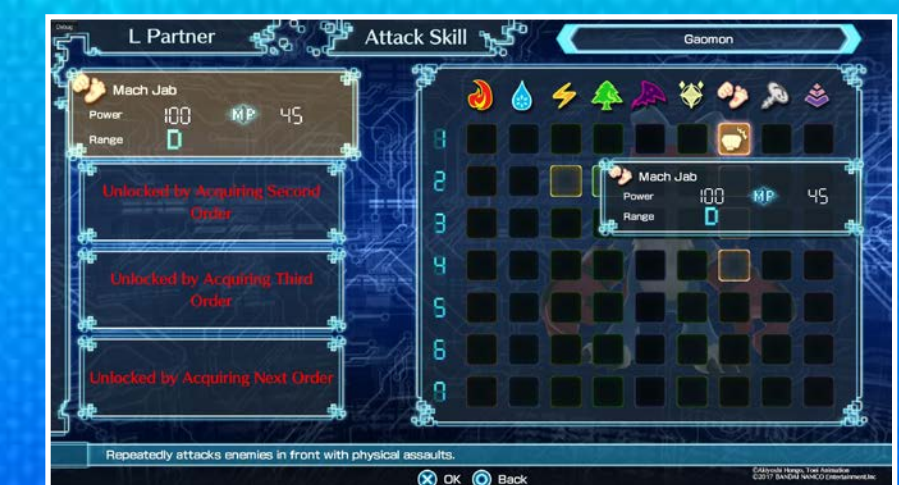 Debug
L Partner
Attack Skill
Gaomon
Mach Jab
Power 100 MP 45
Range D
Unlocked by Acquiring Second
Order
Unlocked by Acquiring Third
Order
Unlocked by Acquiring Next Order
1
2
3
4
5
6
7
Mach Jab
Power 100 MP 45
Range D
Repeatedly attacks enemies in front with physical assaults.
OK Back
©Akiyoshi Hongo, Toei Animation
©2017 BANDAI NAMCO Entertainment Inc.